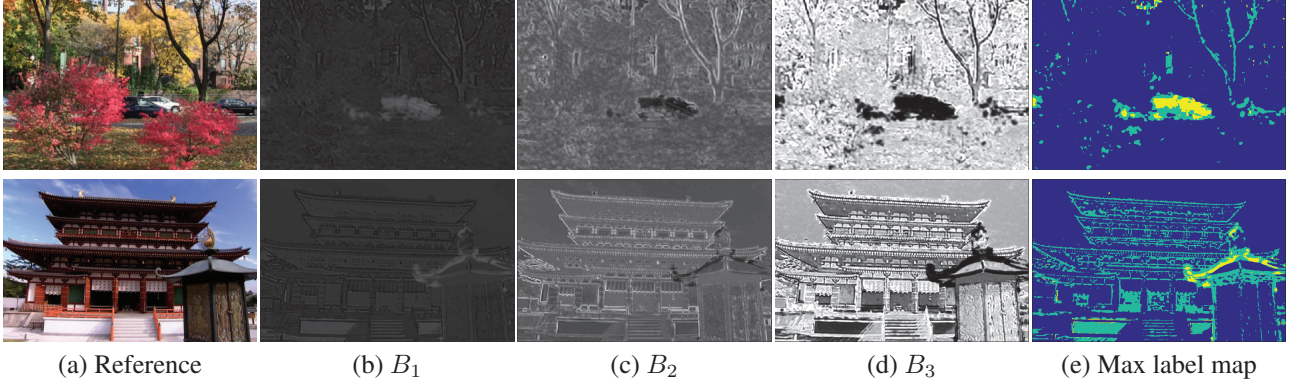 (a) Reference
(b) B₁
(c) B₂
(d) B₃
(e) Max label map